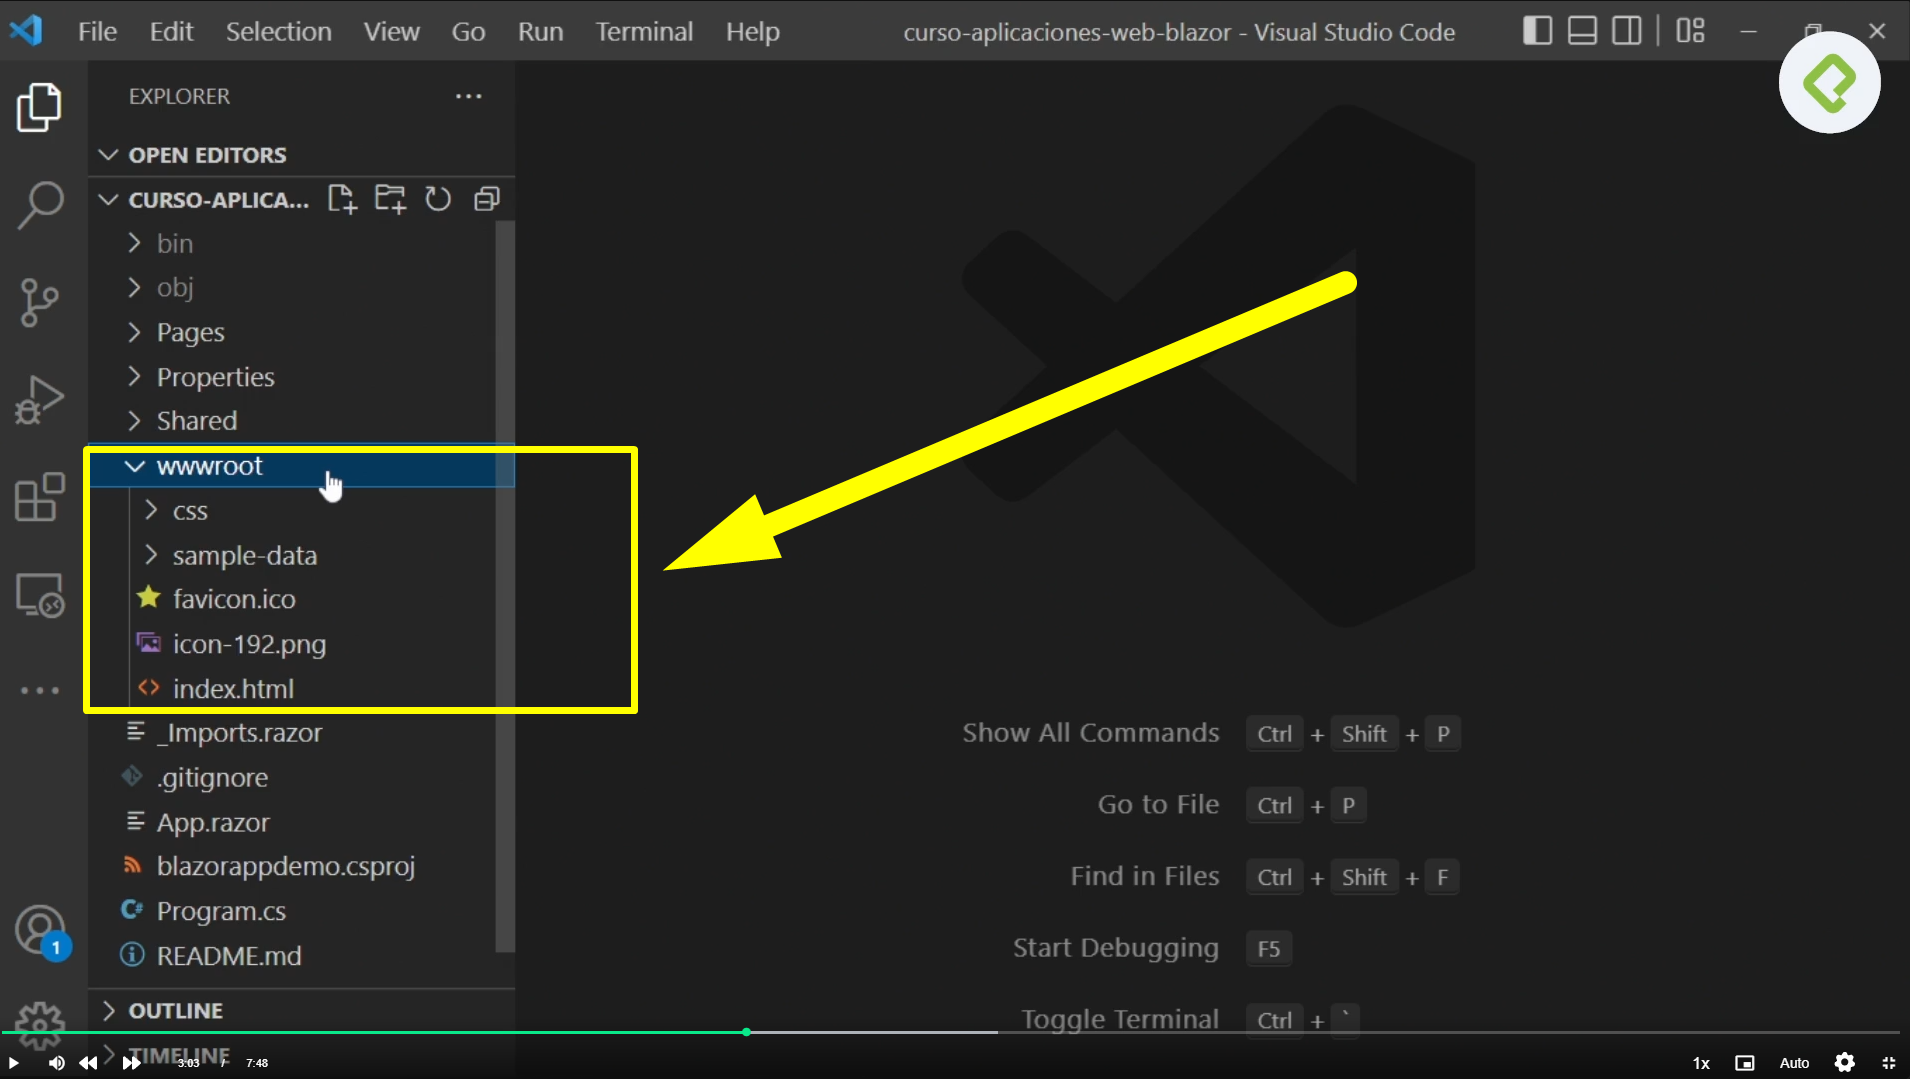 File Edit Selection View Go Run Terminal Help curso-aplicaciones-web-blazor - Visual Studio Code
EXPLORER
OPEN EDITORS
CURSO-APLICA...
bin
obj
Pages
Properties
Shared
wwwroot
css
sample-data
favicon.ico
icon-192.png
index.html
_Imports.razor
.gitignore
App.razor
blazorappdemo.csproj
C# Program.cs
README.md
OUTLINE
TIMELINE
1
Show All Commands Ctrl + Shift + P
Go to File Ctrl + P
Find in Files Ctrl + Shift + F
Start Debugging F5
Toggle Terminal Ctrl + `
3:03 / 7:48
1x Auto